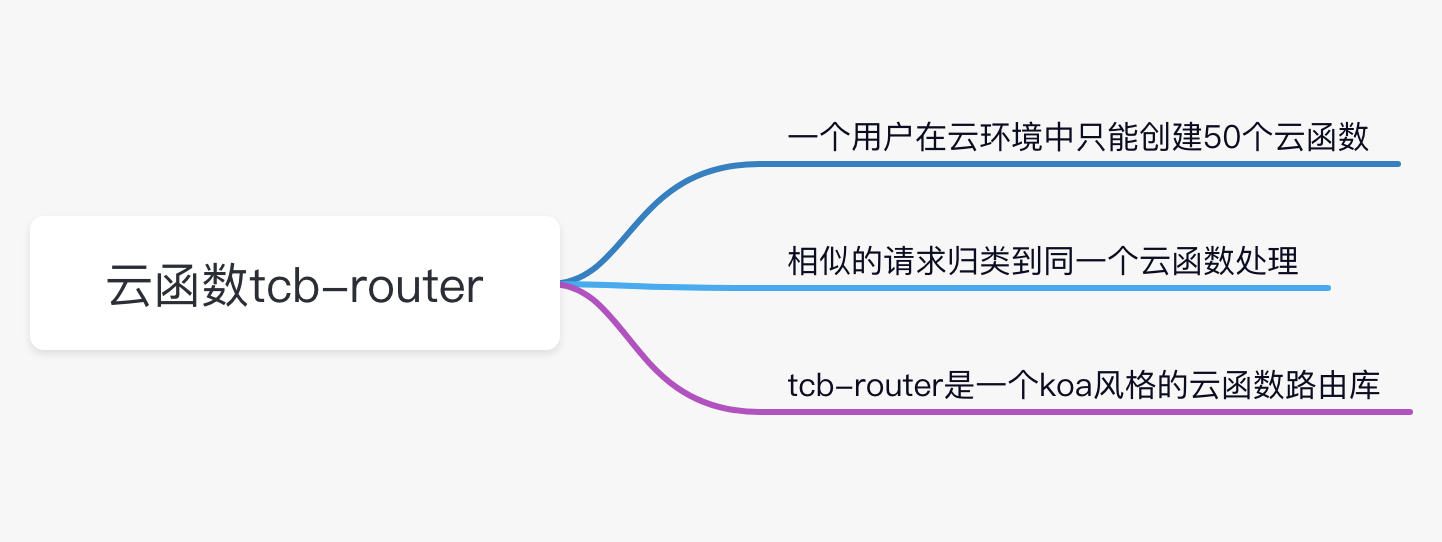 一个用户在云环境中只能创建50个云函数
云函数tcb-router
相似的请求归类到同一个云函数处理
tcb-router是一个koa风格的云函数路由库